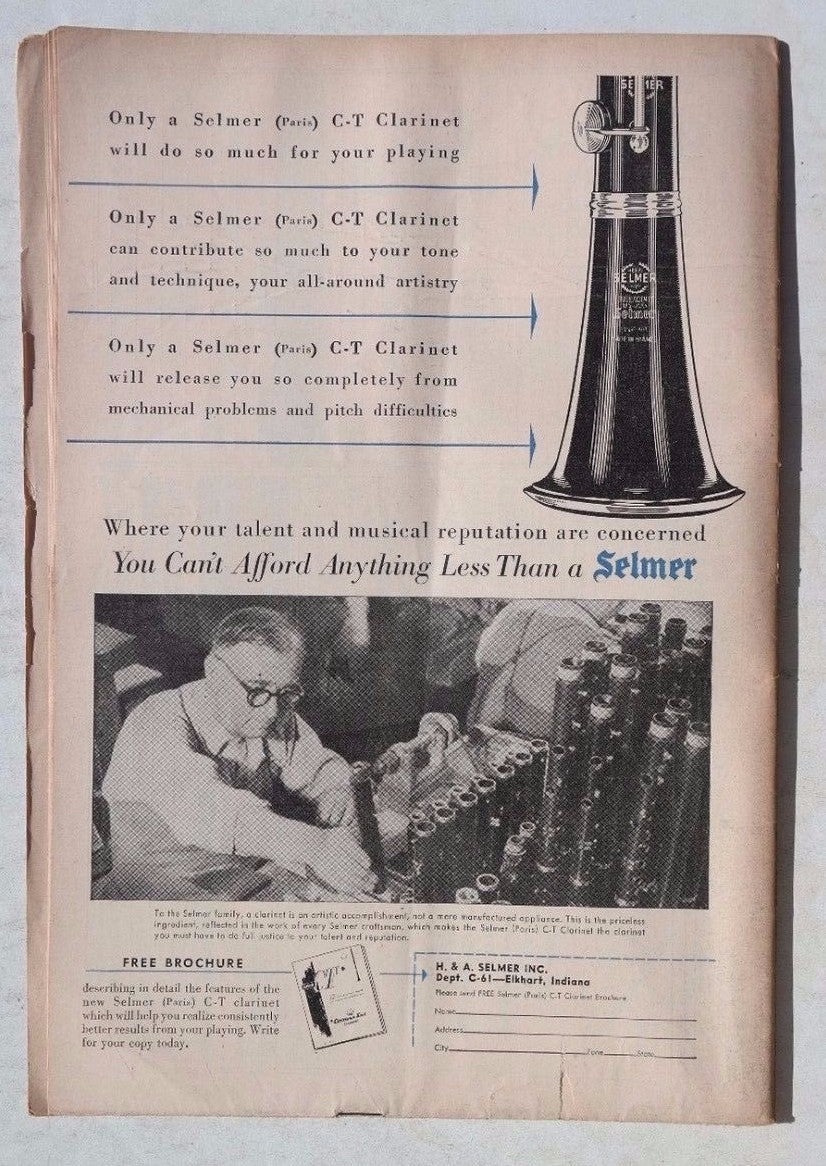 SELMER
Only a Selmer (Paris) C-T Clarinet
will do so much for your playing
Only a Selmer (Paris) C-T Clarinet
can contribute so much to your tone
and technique, your all-around artistry
SELMER
Selmer
Only a Selmer (Paris) C-T Clarinet
will release you so completely from
mechanical problems and pitch difficulties
Where your talent and musical reputation are concerned
You Can't Afford Anything Less Than a Selmer
To the Selmer family, a clarinet is an artistic accomplishment, not a mere manufactured appliance. This is the priceless
ingredient, reflected in the work of every Selmer craftsman, which makes the Selmer (Paris) C-T Clarinet the clarinet
you must have to do full justice to your talent and reputation.
FREE BROCHURE
describing in detail the features of the
new Selmer (Paris) C-T clarinet
which will help you realize consistently
better results from your playing. Write
for your copy today.
H. & A. SELMER INC.
Dept. C-61—Elkhart, Indiana
Please send FREE Selmer (Paris) C-T Clarinet Brochure
Name
Address
City Zone State